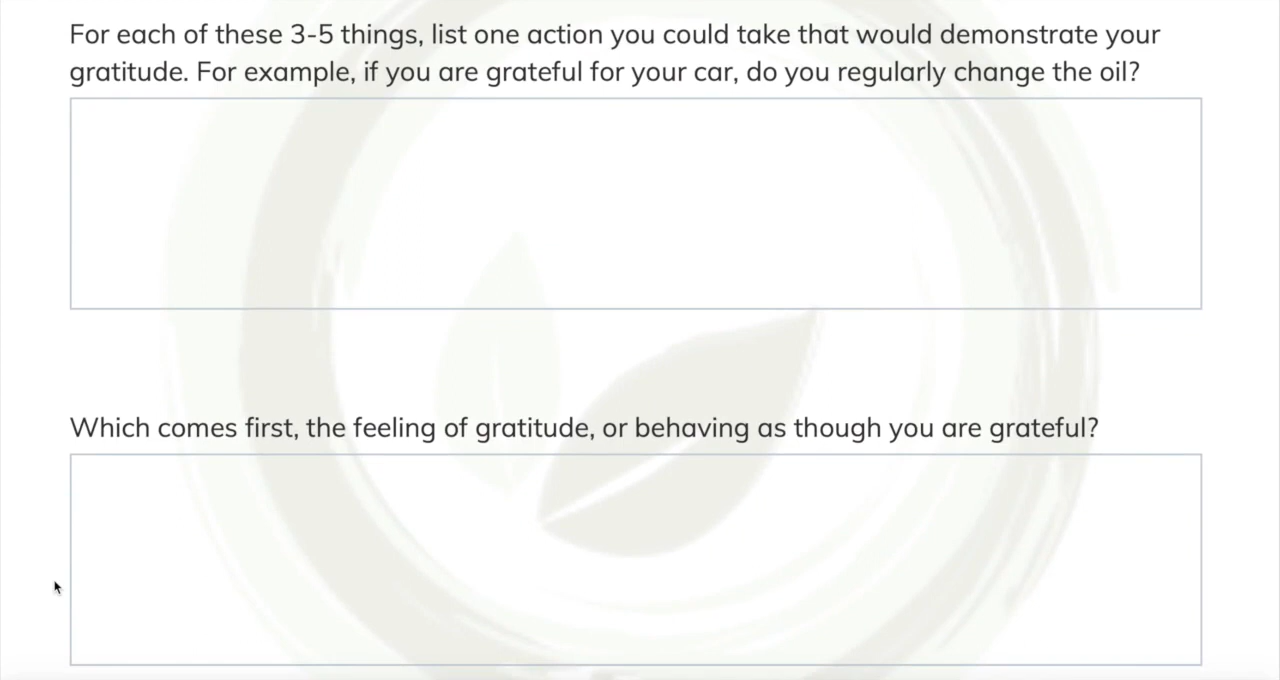 For each of these 3-5 things, list one action you could take that would demonstrate your
gratitude. For example, if you are grateful for your car, do you regularly change the oil?
Which comes first, the feeling of gratitude, or behaving as though you are grateful?